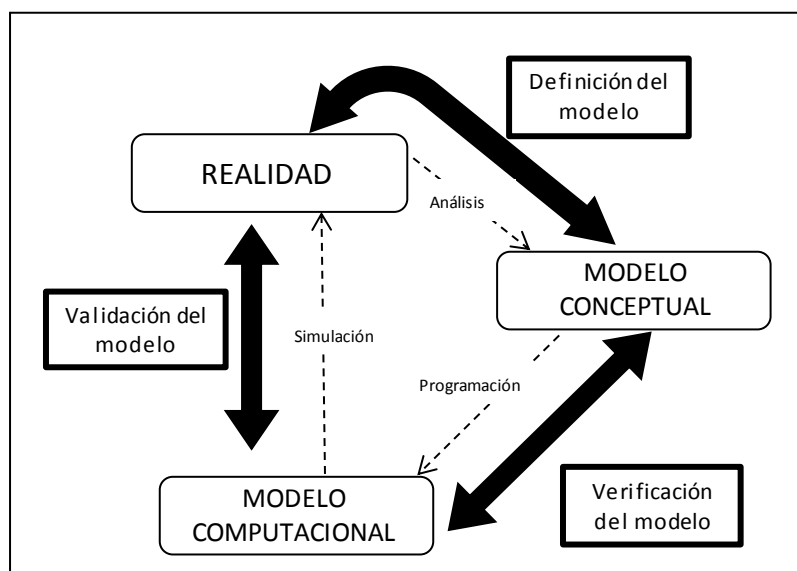 Definición del
modelo
REALIDAD
Análisis
MODELO
CONCEPTUAL
Validación del
modelo
Simulación
Programación
MODELO
COMPUTACIONAL
Verificación
del modelo